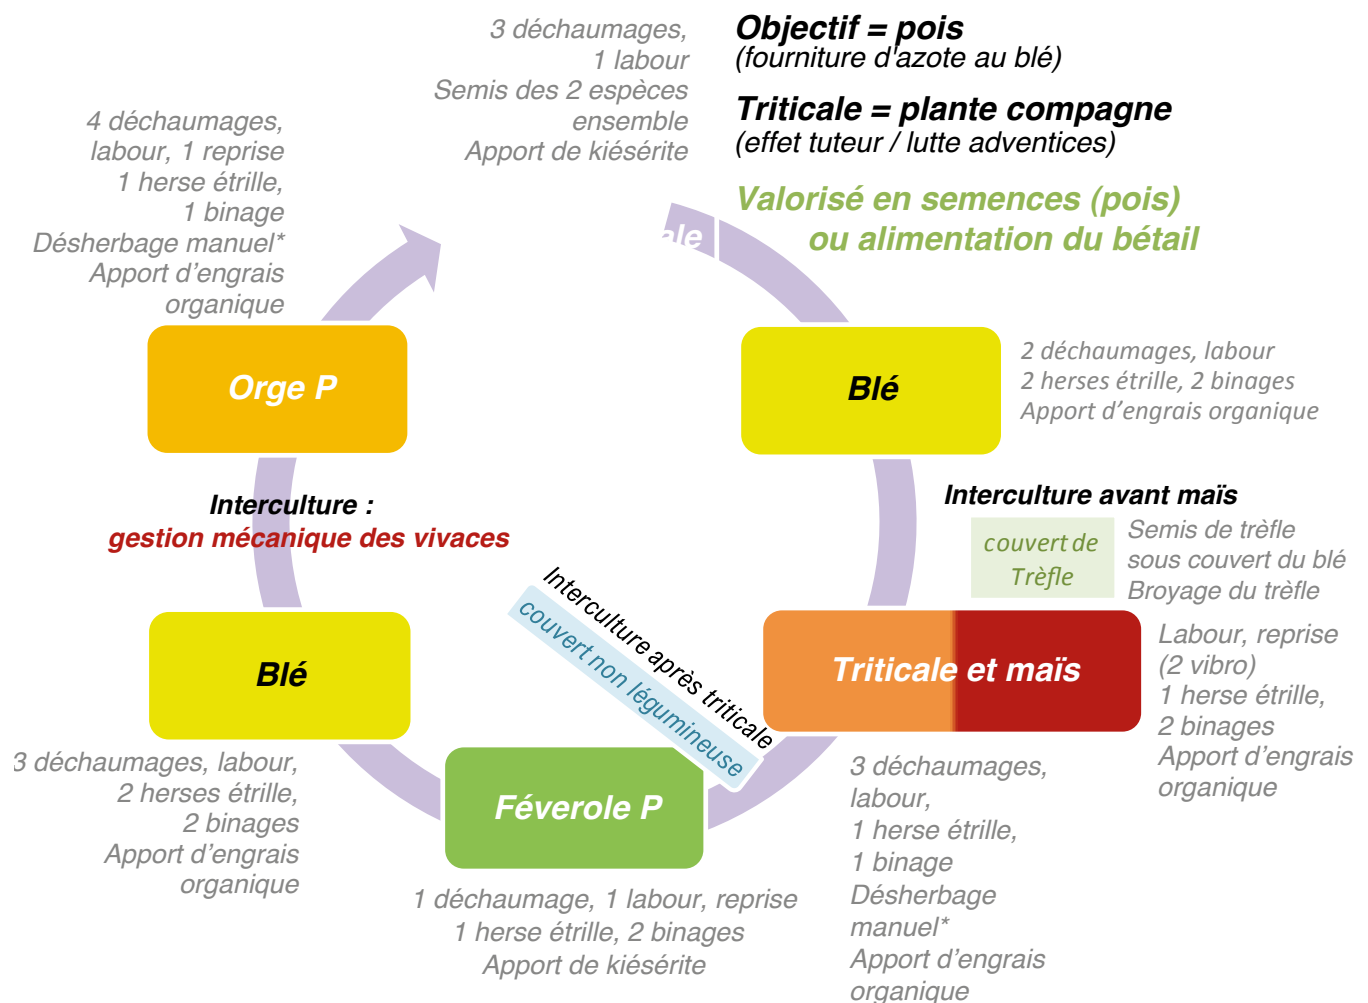 3 déchaumages,
1 labour
Semis des 2 espèces
ensemble
Apport de kiésérite
Objectif = pois
(fourniture d'azote au blé)
Triticale = plante compagne
(effet tuteur / lutte adventices)
Valorisé en semences (pois)
ou alimentation du bétail
4 déchaumages,
labour, 1 reprise
1 herse étrille,
1 binage
Désherbage manuel*
Apport d’engrais
organique
ale
Orge P
Blé
2 déchaumages, labour
2 herses étrille, 2 binages
Apport d’engrais organique
Interculture :
gestion mécanique des vivaces
Interculture avant maïs
couvert de
Trèfle
Semis de trèfle
sous couvert du blé
Broyage du trèfle
Interculture après triticale
couvert non légumineuse
Blé
Triticale et maïs
Labour, reprise
(2 vibro)
1 herse étrille,
2 binages
Apport d’engrais
organique
3 déchaumages, labour,
2 herses étrille,
2 binages
Apport d’engrais
organique
Féverole P
3 déchaumages,
labour,
1 herse étrille,
1 binage
Désherbage
manuel*
Apport d’engrais
organique
1 déchaumage, 1 labour, reprise
1 herse étrille, 2 binages
Apport de kiésérite